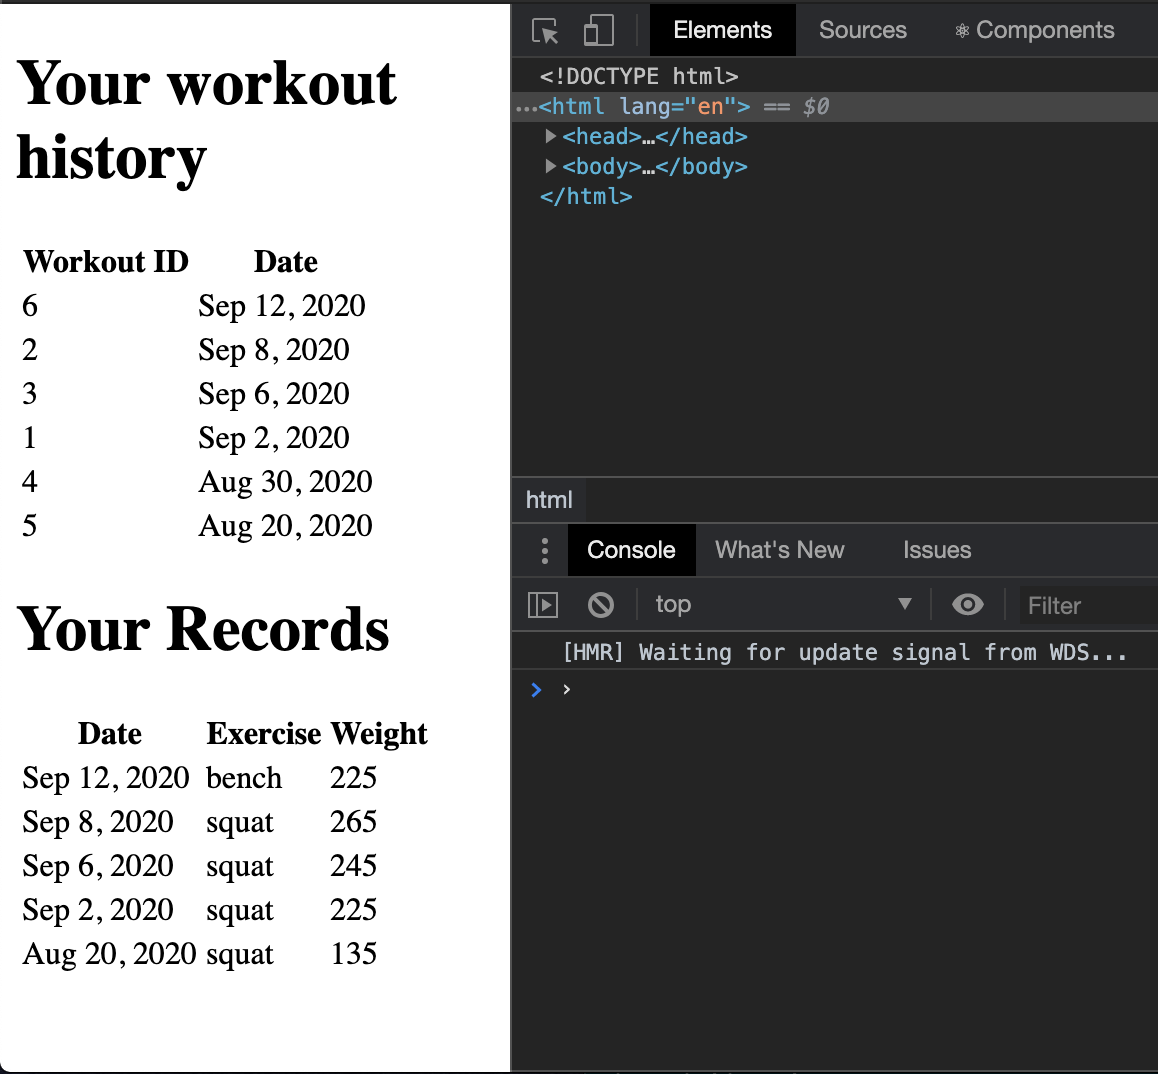 Your workout
history
Workout ID Date
6 Sep 12, 2020
2 Sep 8, 2020
3 Sep 6, 2020
1 Sep 2, 2020
4 Aug 30, 2020
5 Aug 20, 2020
Your Records
Date Exercise Weight
Sep 12, 2020 bench 225
Sep 8, 2020 squat 265
Sep 6, 2020 squat 245
Sep 2, 2020 squat 225
Aug 20, 2020 squat 135
Elements Sources ⚛ Components
<!DOCTYPE html>
…<html lang="en"> == $0
▶<head>…</head>
▶<body>…</body>
</html>
html
Console What's New Issues
top ▼ Filter
[HMR] Waiting for update signal from WDS...
› ›